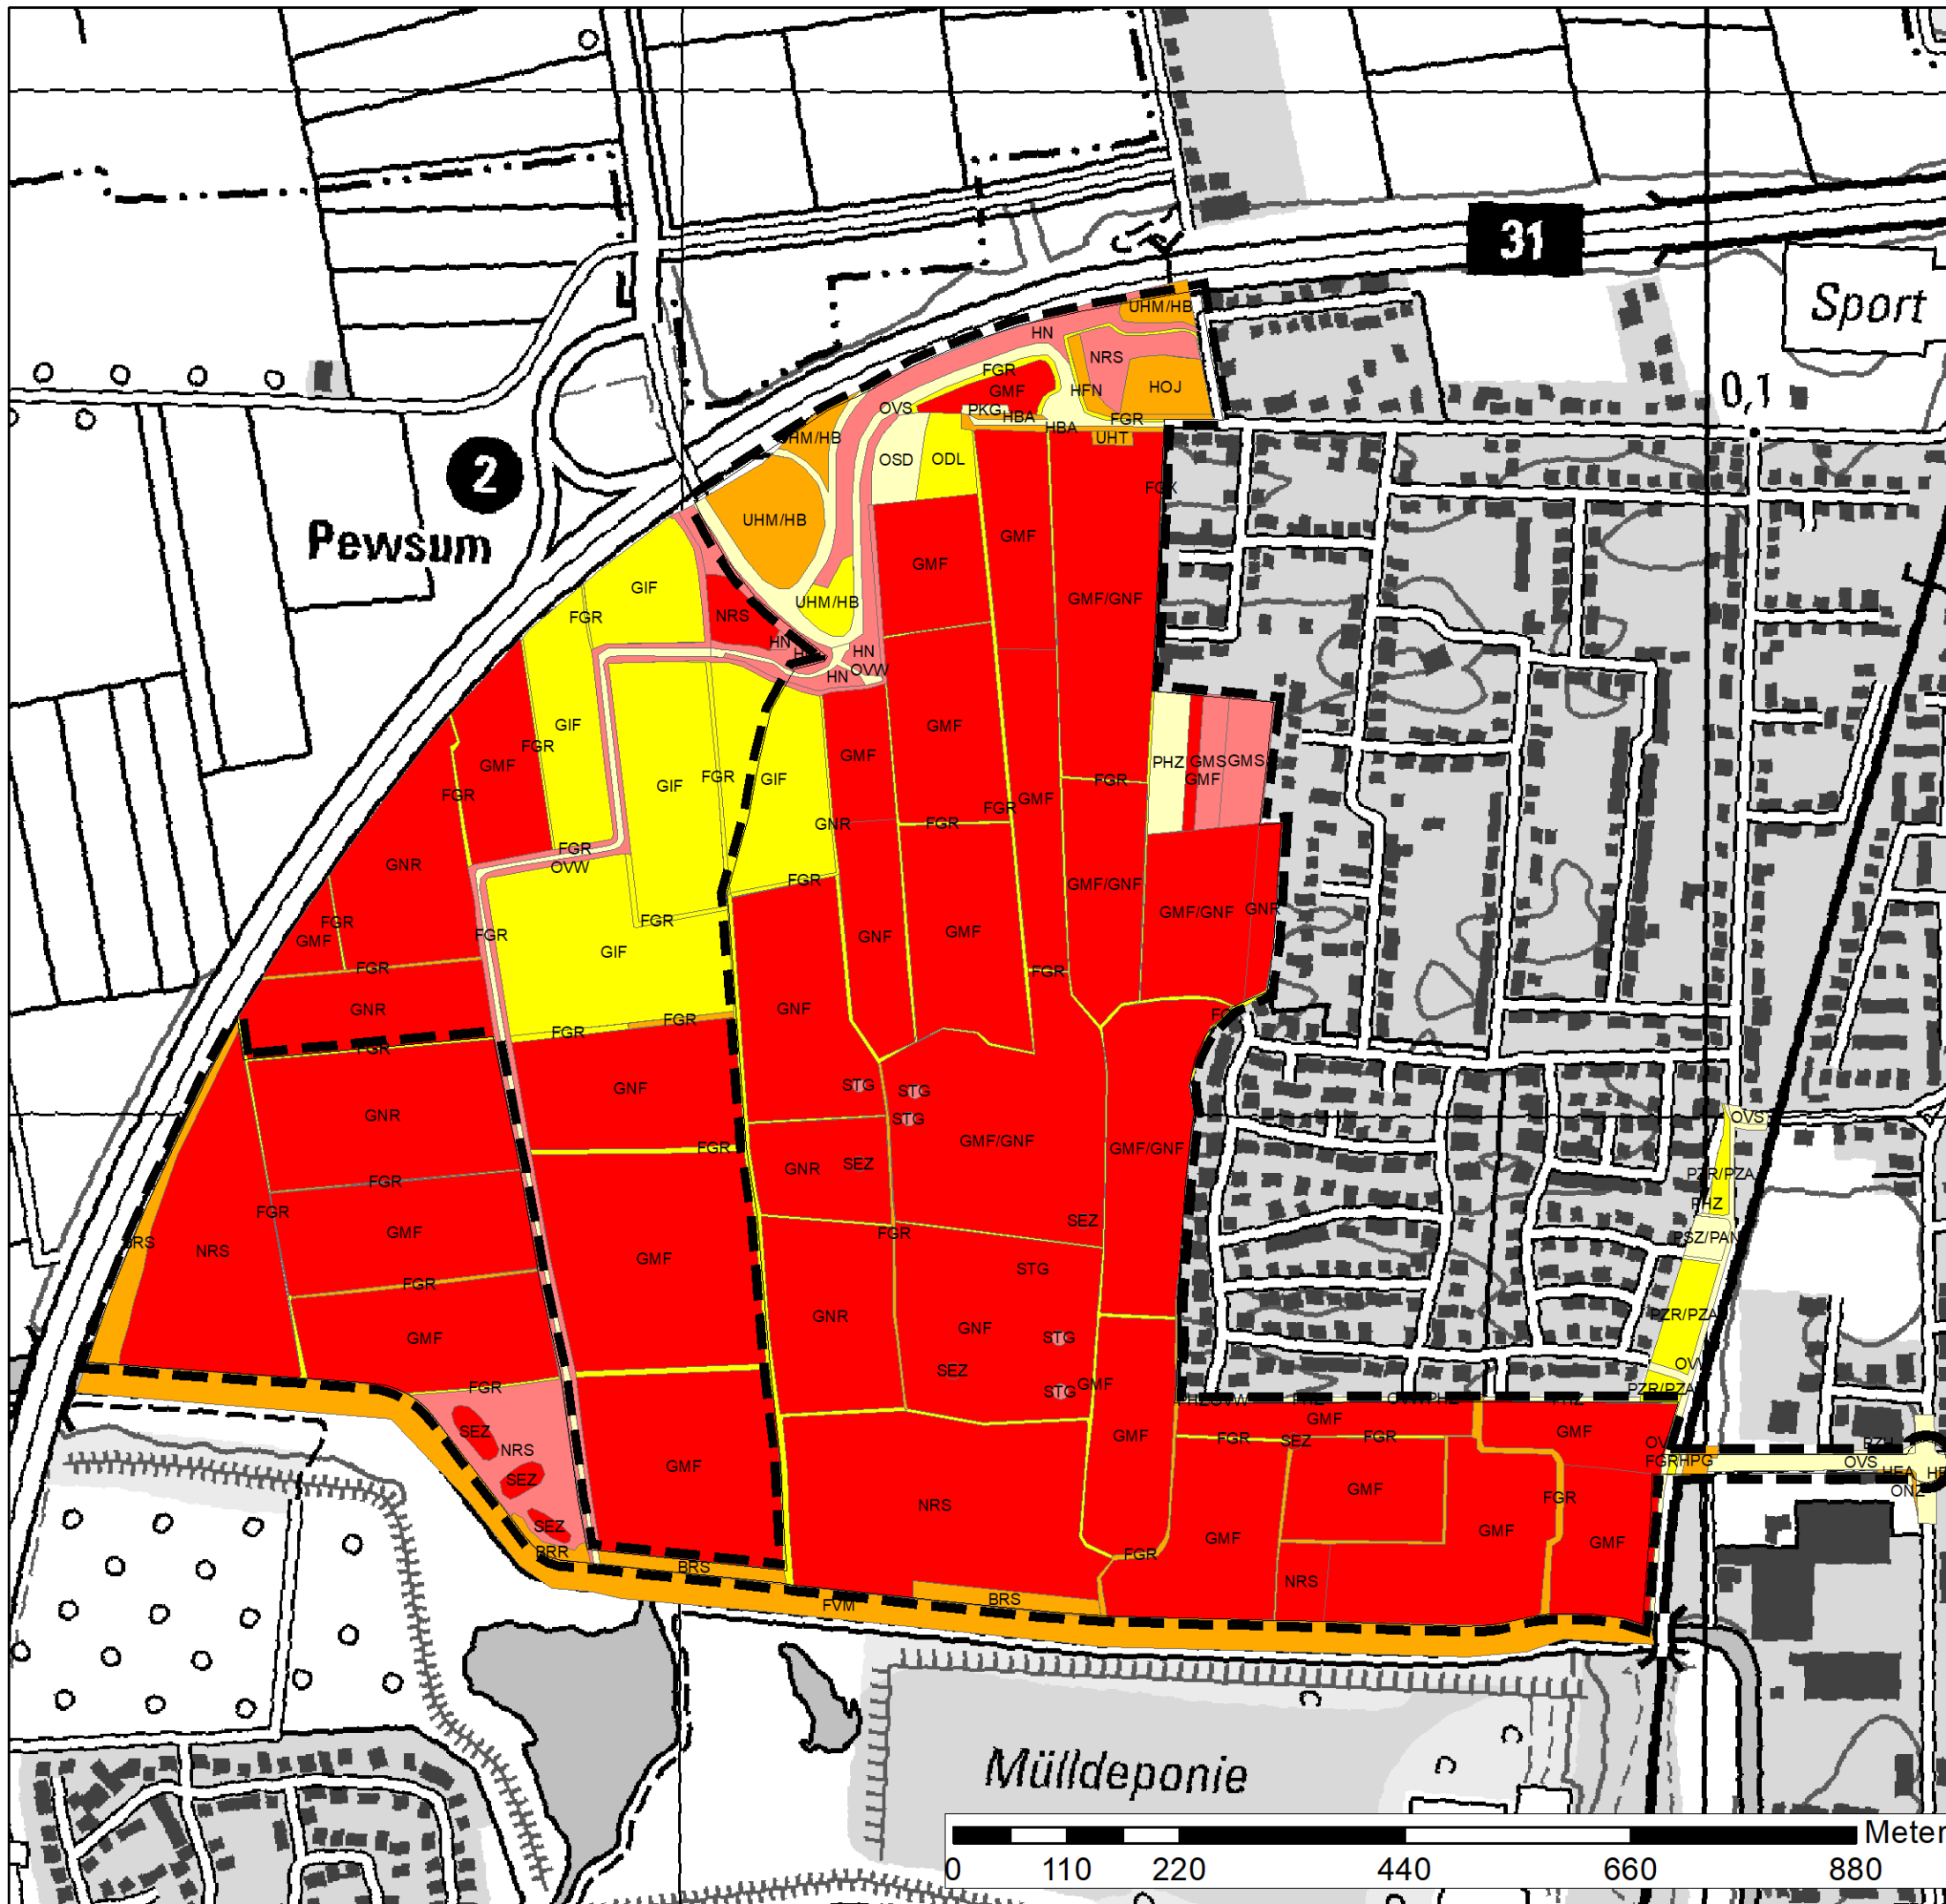 31
Sport
UHM/HB
HN
NRS
FGR
GMF
HFN
HOJ
0,1
OVS
PKG
HBA
FGR
HBA
UHT
2
OSD
ODL
Pewsum
UHM/HB
GMF
GMF
GIF
GMF/GNF
UHM/HB
FGR
NRS
HN
HN
OVW
HN
GIF
GMF
FGR
GMF
GMF
GIF
FGR
GIF
PHZ
GMS
GMS
GMF
FGR
FGR
GMF
FGR
GNR
FGR
FGR
OVW
GNR
FGR
GMF/GNF
GMF/GNF
GNR
FGR
FGR
GMF
FGR
GNF
GMF
GIF
FGR
FGR
GNR
GNF
FGR
FGR
FGR
GNF
STG
STG
STG
GNR
OVS
GMF/GNF
GMF/GNF
FGR
GNR
SEZ
PZR/PZA
PHZ
FGR
FGR
NRS
GMF
FGR
SEZ
GMF
STG
FGR
GNR
GNF
STG
GMF
SEZ
PZR/PZA
FGR
STG
GMF
PZR/PZA
GMF
GMF
SEZ
NRS
GMF
FGR
SEZ
FGR
GMF
GMF
FGR
HPG
OVS
SEZ
NRS
GMF
FGR
GMF
GMF
GMF
SEZ
FGR
BRS
NRS
BRS
FVM
Mülldeponie
Meter
0
110
220
440
660
880